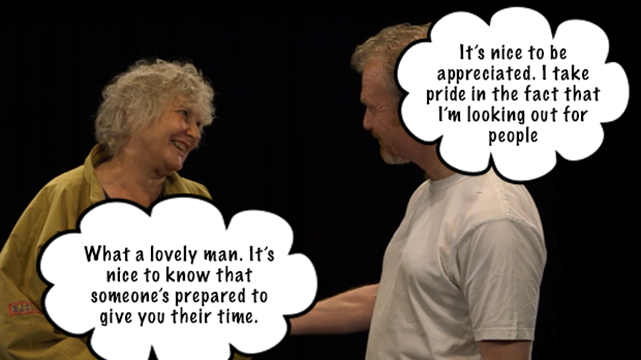 It's nice to be
appreciated. I take
pride in the fact that
I'm looking out for
people
What a lovely man. It's
nice to know that
someone's prepared to
give you their time.